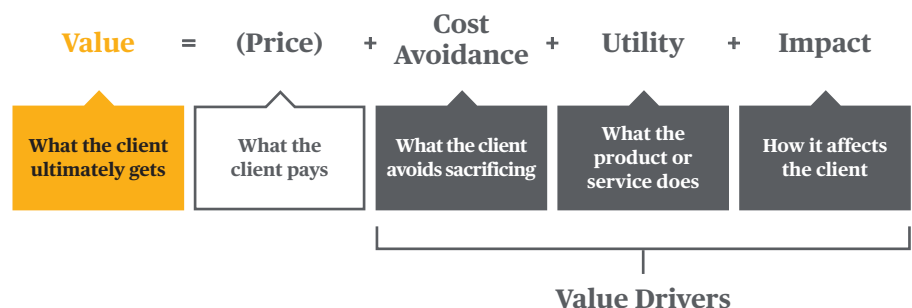 Value = (Price) + Cost Avoidance + Utility + Impact
What the client
ultimately gets
What the
client pays
What the client
avoids sacrificing
What the
product or
service does
How it affects
the client
Value Drivers